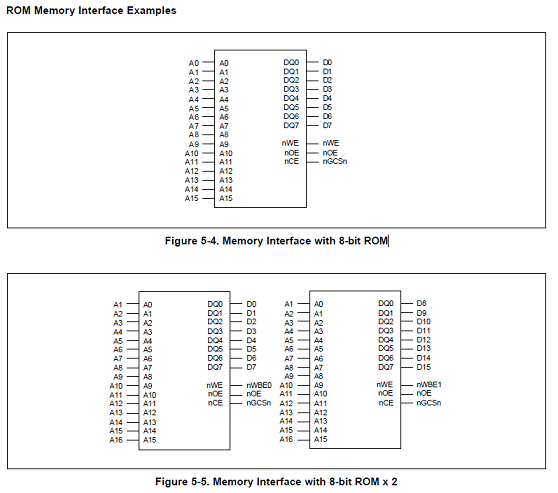 ROM Memory Interface Examples
A0 A0 DQ0 D0
A1 A1 DQ1 D1
A2 A2 DQ2 D2
A3 A3 DQ3 D3
A4 A4 DQ4 D4
A5 A5 DQ5 D5
A6 A6 DQ6 D6
A7 A7 DQ7 D7
A8 A8
A9 A9 nWE nWE
A10 A10 nOE nOE
A11 A11 nCE nGCSn
A12 A12
A13 A13
A14 A14
A15 A15
Figure 5-4. Memory Interface with 8-bit ROM
A1 A0 DQ0 D0 A1 A0 DQ0 D8
A2 A1 DQ1 D1 A2 A1 DQ1 D9
A3 A2 DQ2 D2 A3 A2 DQ2 D10
A4 A3 DQ3 D3 A4 A3 DQ3 D11
A5 A4 DQ4 D4 A5 A4 DQ4 D12
A6 A5 DQ5 D5 A6 A5 DQ5 D13
A7 A6 DQ6 D6 A7 A6 DQ6 D14
A8 A7 DQ7 D7 A8 A7 DQ7 D15
A9 A8 A9 A8
A10 A9 nWE nWBE0 A10 A9 nWE nWBE1
A11 A10 nOE nOE A11 A10 nOE nOE
A12 A11 nCE nGCSn A12 A11 nCE nGCSn
A13 A12 A13 A12
A14 A13 A14 A13
A15 A14 A15 A14
A16 A15 A16 A15
Figure 5-5. Memory Interface with 8-bit ROM x 2